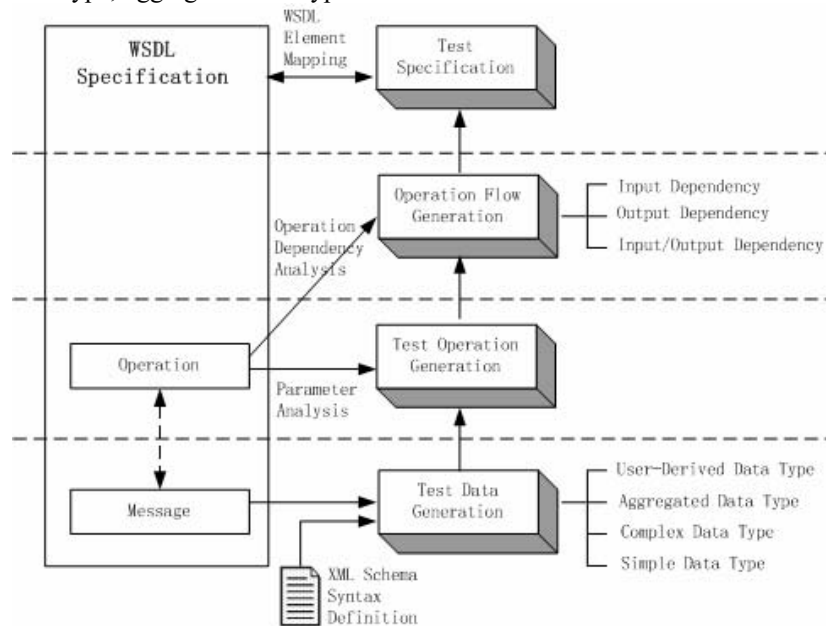 WSDL
Specification
WSDL
Element
Mapping
Test
Specification
Operation
Dependency
Analysis
Operation Flow
Generation
Input Dependency
Output Dependency
Input/Output Dependency
Operation
Parameter
Analysis
Test Operation
Generation
Message
Test Data
Generation
User-Derived Data Type
Aggregated Data Type
Complex Data Type
Simple Data Type
XML Schema
Syntax
Definition